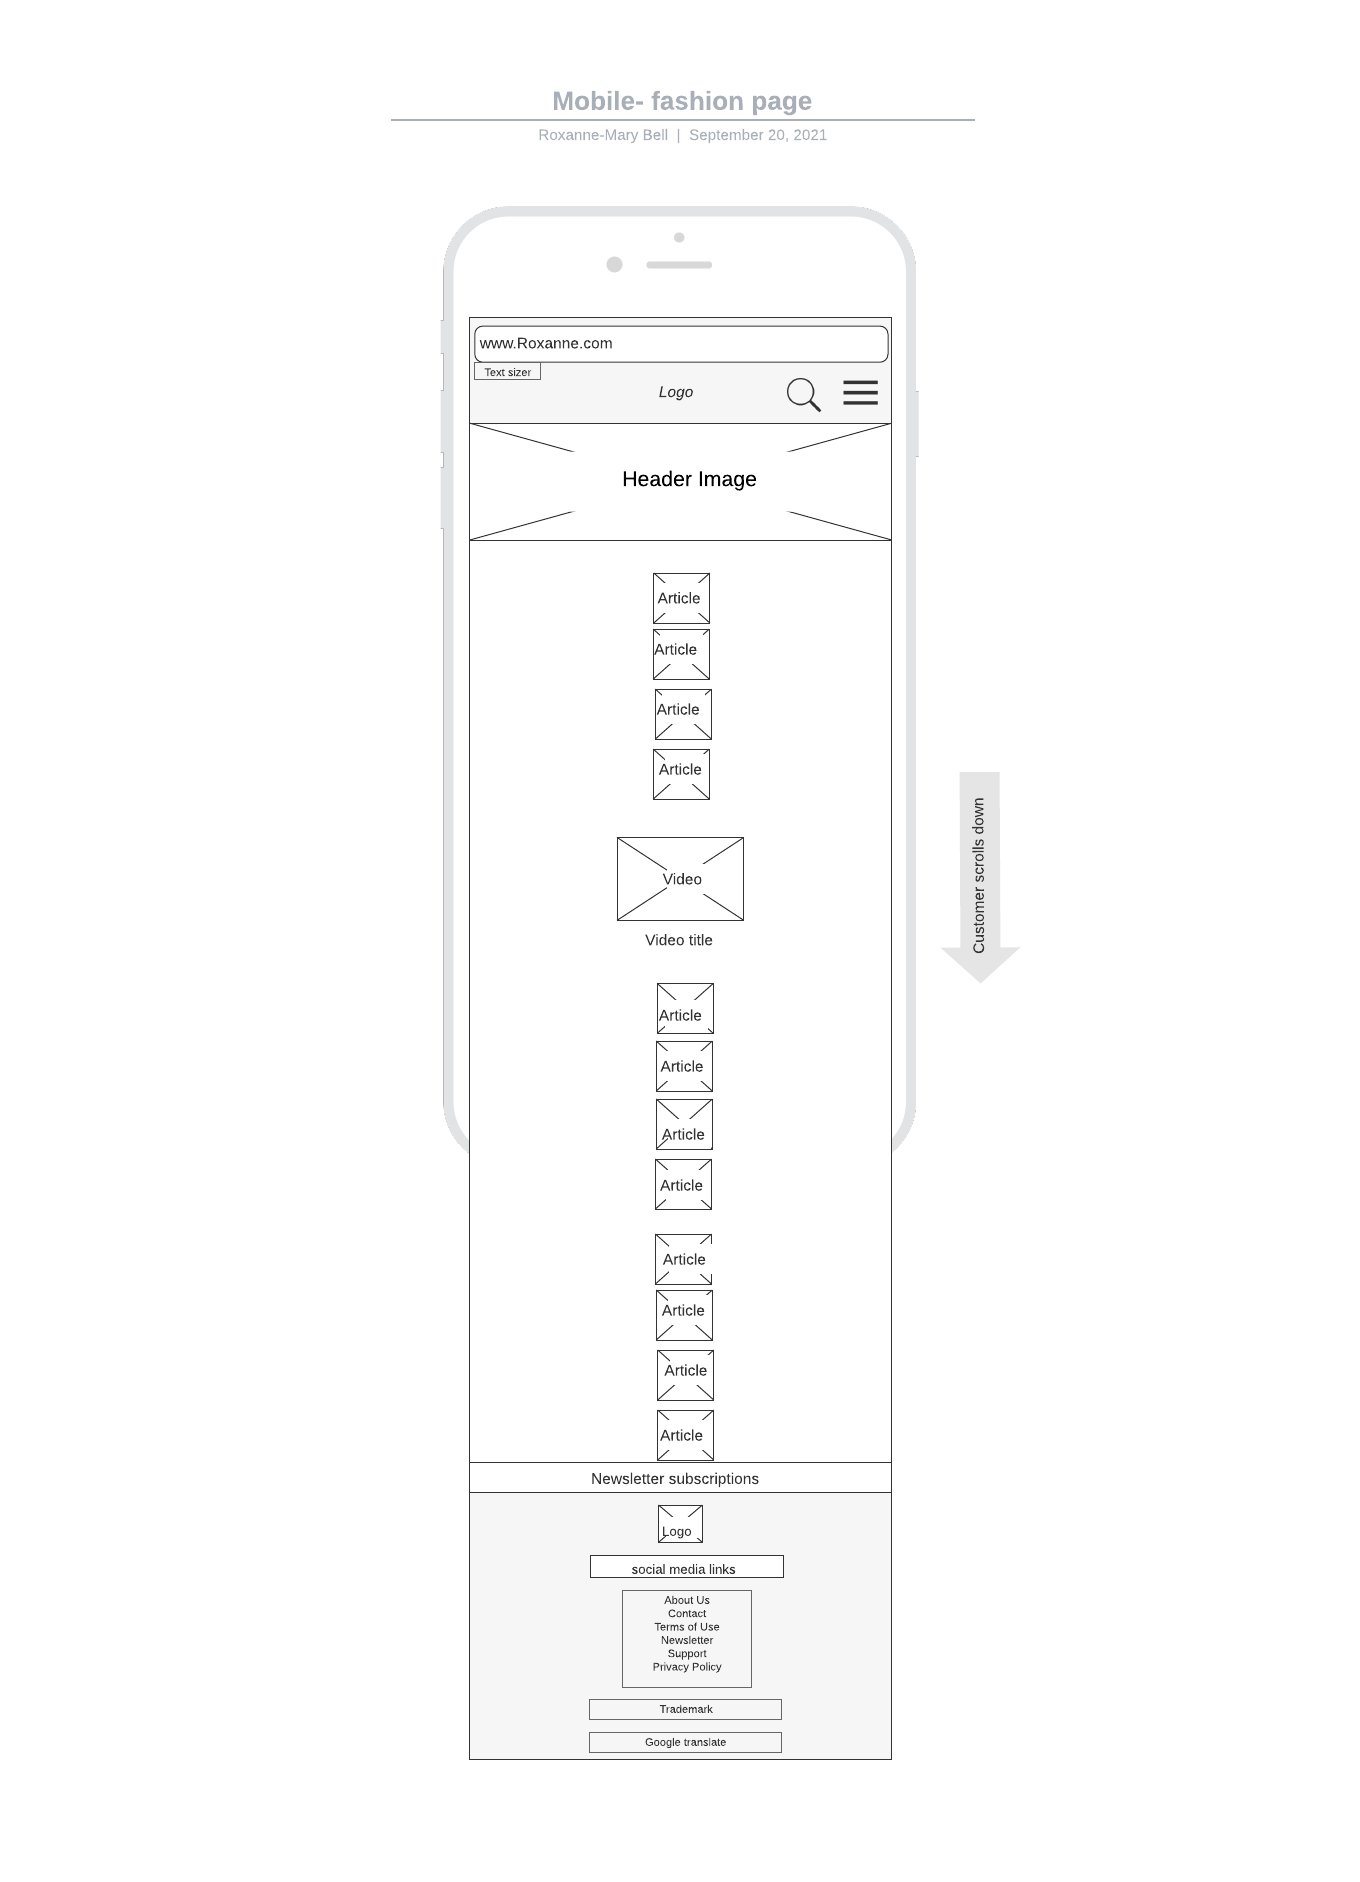 Mobile- fashion page
Roxanne-Mary Bell | September 20, 2021
www.Roxanne.com
Text sizer
Logo
Header Image
Article
Article
Article
Article
Video
Video title
Customer scrolls down
Article
Article
Article
Article
Article
Article
Article
Article
Newsletter subscriptions
Logo
social media links
About Us
Contact
Terms of Use
Newsletter
Support
Privacy Policy
Trademark
Google translate